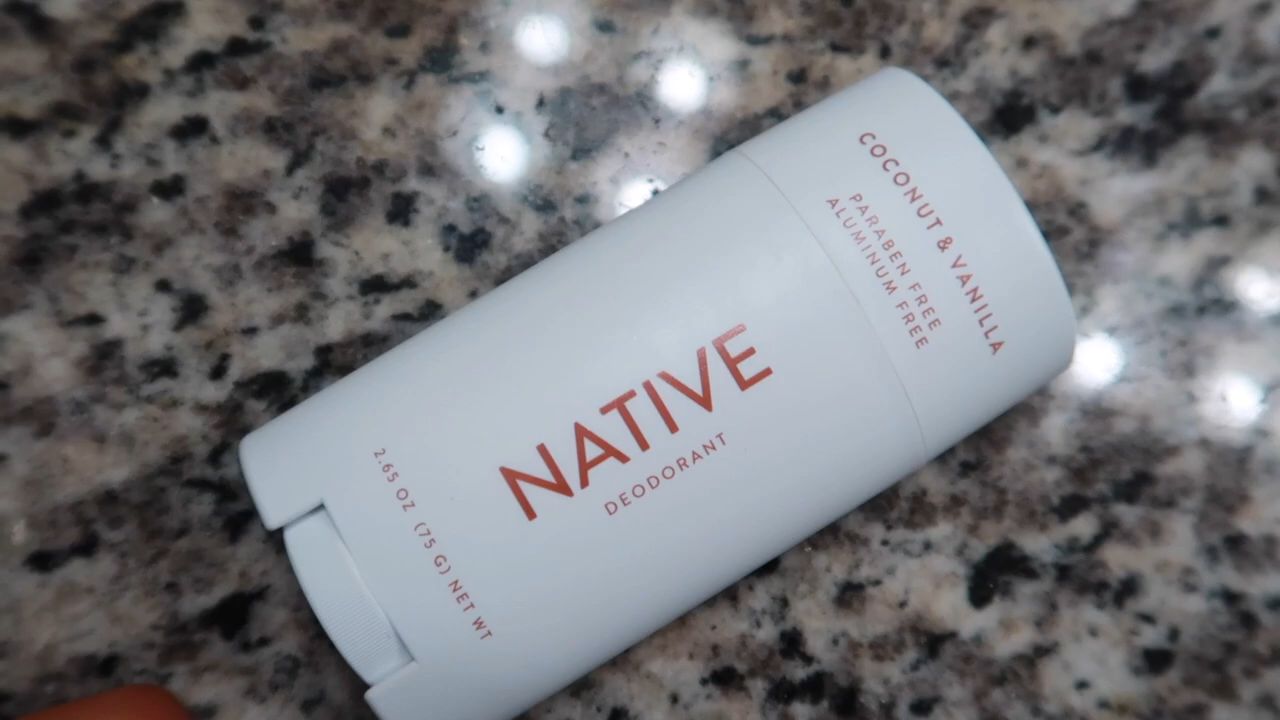 COCONUT & VANILLA
PARABEN FREE
ALUMINUM FREE
NATIVE
DEODORANT
2.65 OZ (75 G) NET WT